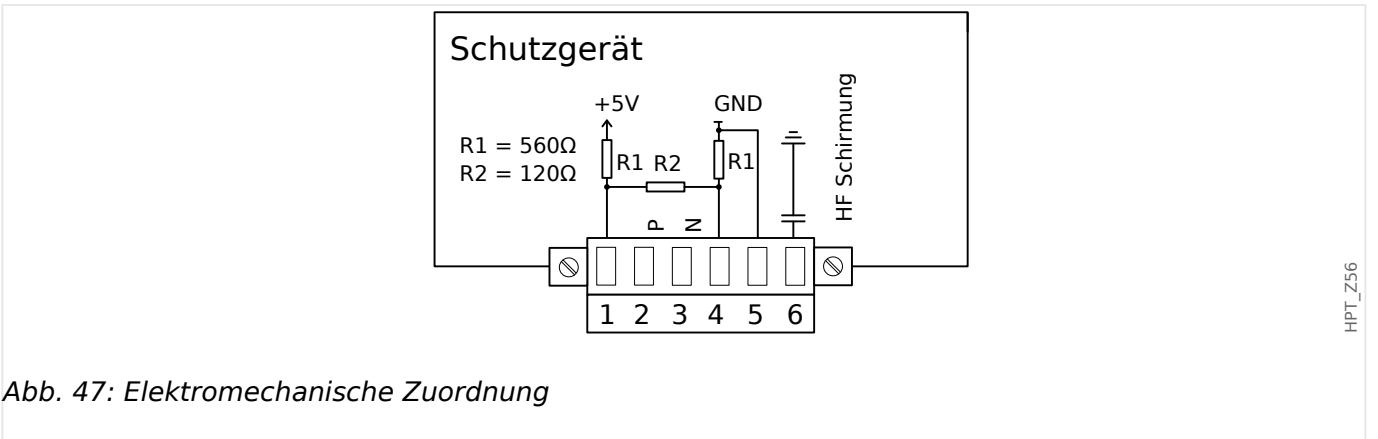 Schutzgerät
+5V
GND
R1 = 560Ω
R2 = 120Ω
R1
R2
R1
HF Schirmung
P
N
1 2 3 4 5 6
HPT_Z56
Abb. 47: Elektromechanische Zuordnung